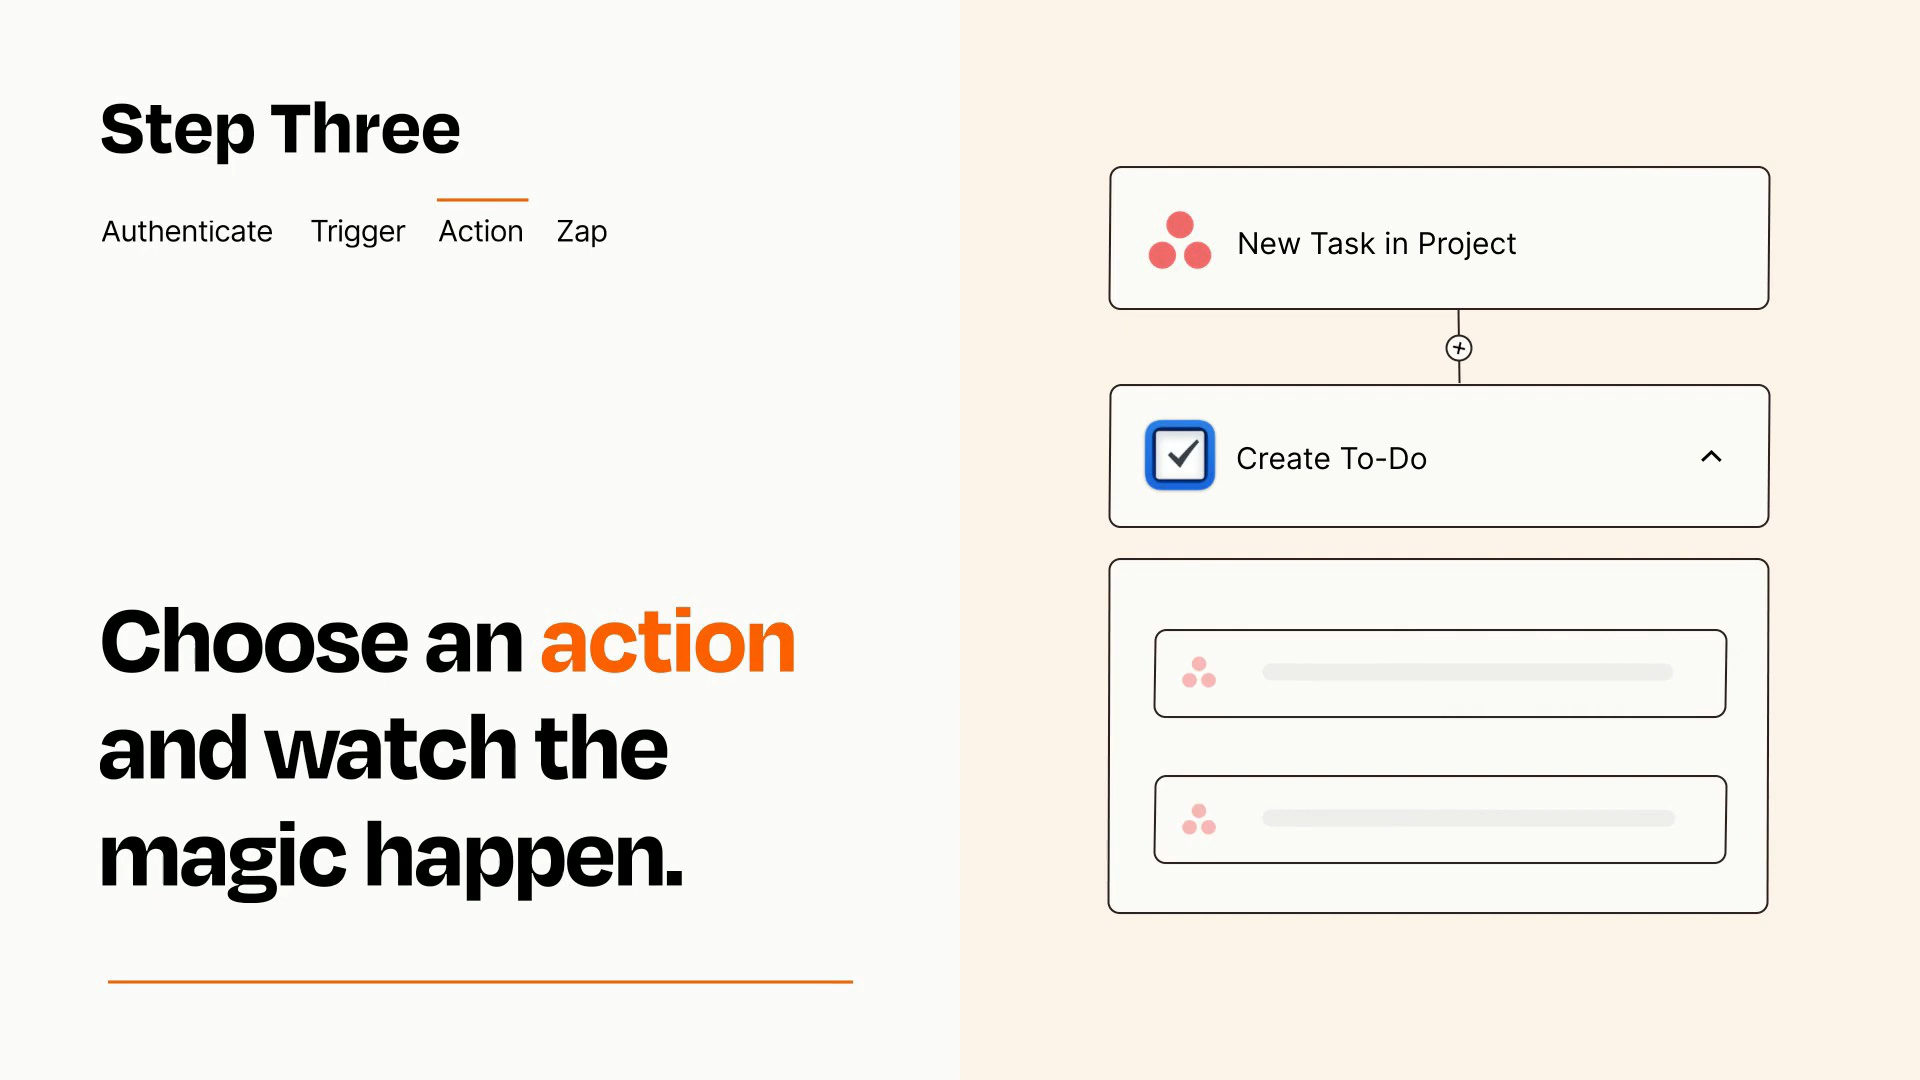 Step Three
Authenticate Trigger Action Zap
Choose an action
and watch the
magic happen.
New Task in Project
Create To-Do